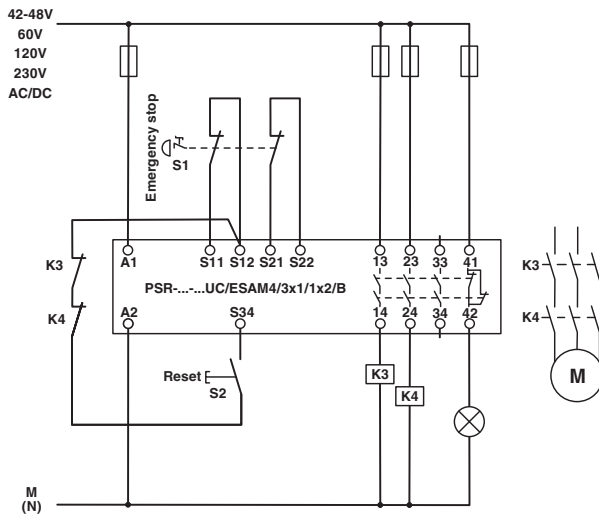 42-48V
60V
120V
230V
AC/DC
Emergency stop
S1
K3
K4
A1
S11
S12
S21
S22
13
23
33
41
PSR-...-...UC/ESAM4/3x1/1x2/B
A2
S34
14
24
34
42
Reset
S2
K3
K4
K3
K4
M
M
(N)